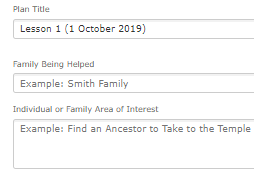 Plan Title
Lesson 1 (1 October 2019)
Family Being Helped
Example: Smith Family
Individual or Family Area of Interest
Example: Find an Ancestor to Take to the Temple